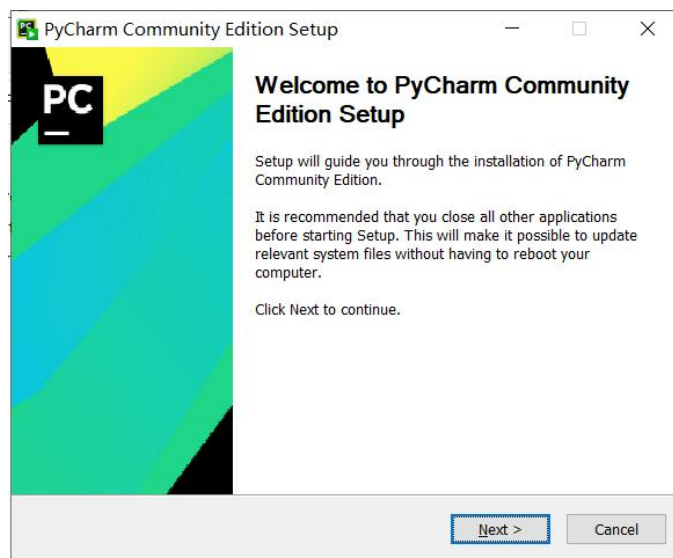 PyCharm Community Edition Setup
PC
Welcome to PyCharm Community
Edition Setup
Setup will guide you through the installation of PyCharm
Community Edition.
It is recommended that you close all other applications
before starting Setup. This will make it possible to update
relevant system files without having to reboot your
computer.
Click Next to continue.
Next >
Cancel